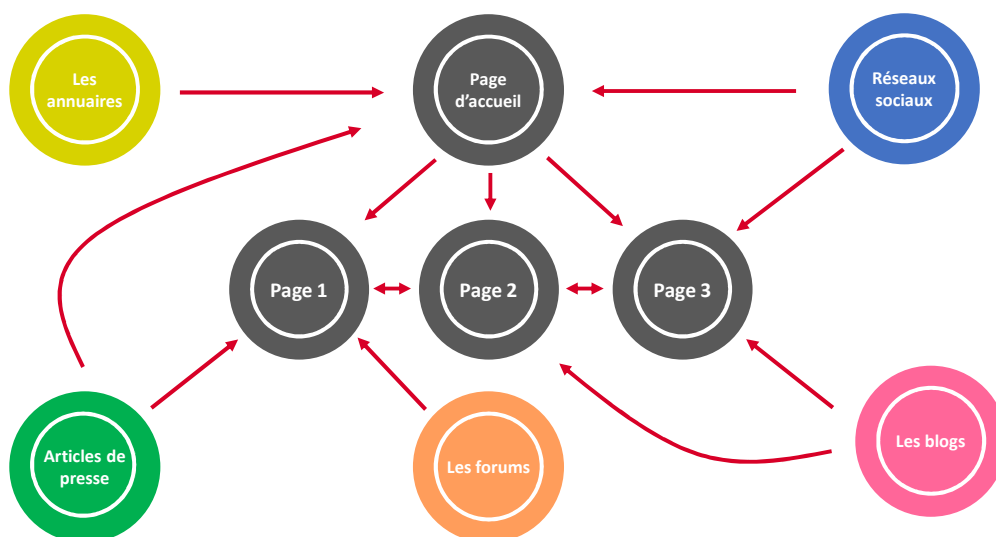 Les
annuaires
Page
d'accueil
Réseaux
sociaux
Page 1
Page 2
Page 3
Articles de
presse
Les forums
Les blogs